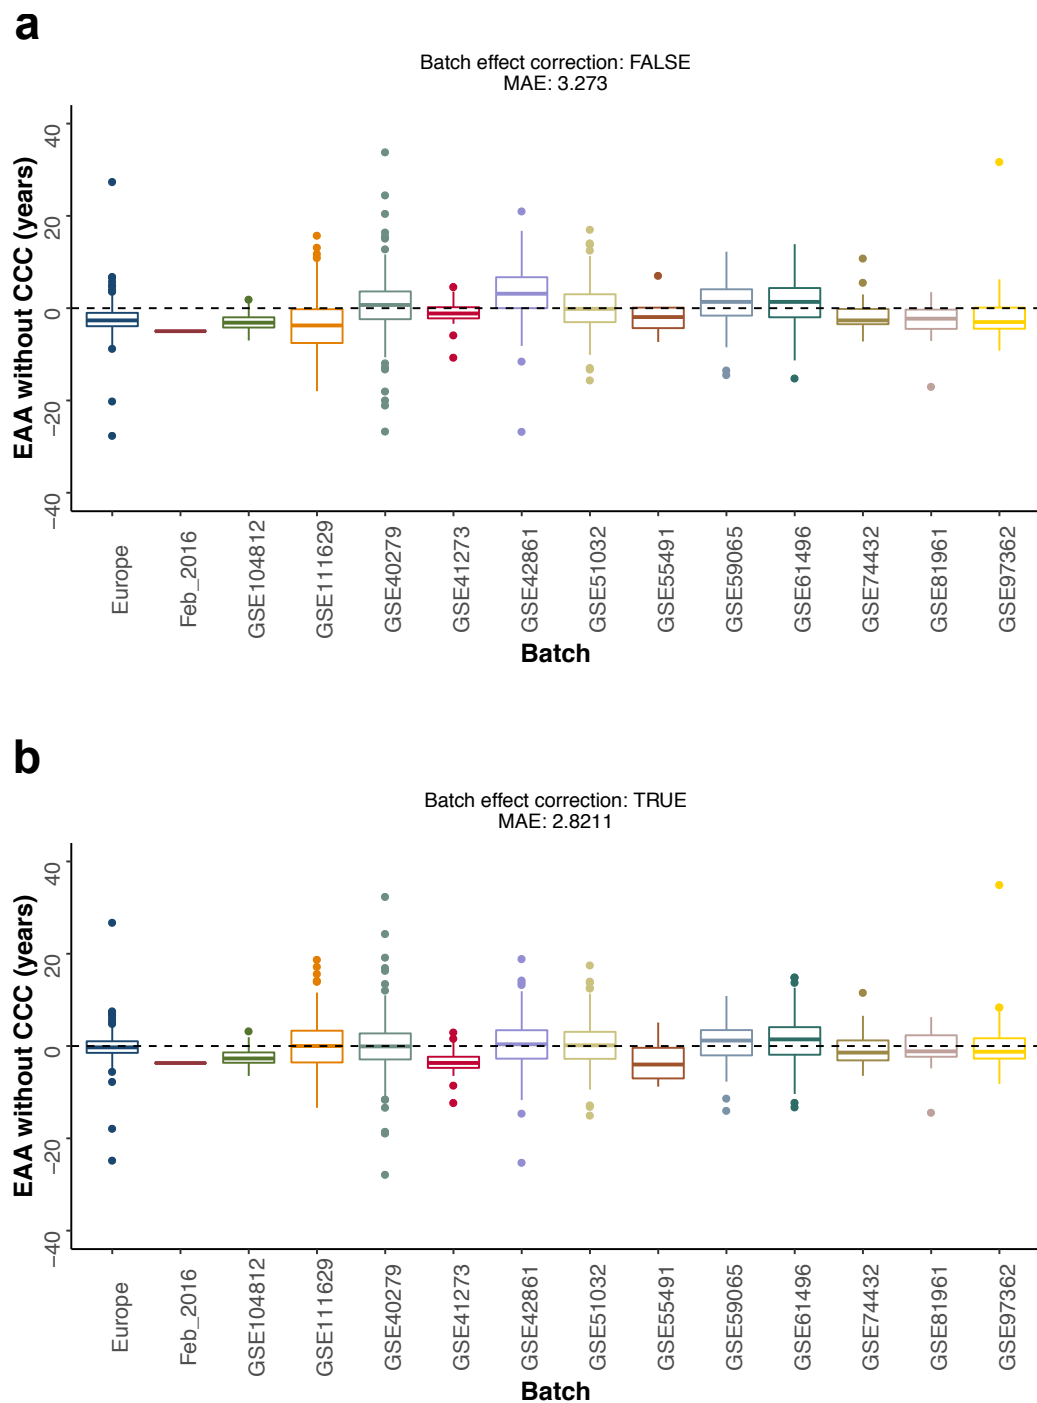 a
Batch effect correction: FALSE
MAE: 3.273
EAA without CCC (years)
40
20
0
−20
−40
Europe
Feb_2016
GSE104812
GSE111629
GSE40279
GSE41273
GSE42861
GSE51032
GSE55491
GSE59065
GSE61496
GSE74432
GSE81961
GSE97362
Batch
b
Batch effect correction: TRUE
MAE: 2.8211
EAA without CCC (years)
40
20
0
−20
−40
Europe
Feb_2016
GSE104812
GSE111629
GSE40279
GSE41273
GSE42861
GSE51032
GSE55491
GSE59065
GSE61496
GSE74432
GSE81961
GSE97362
Batch